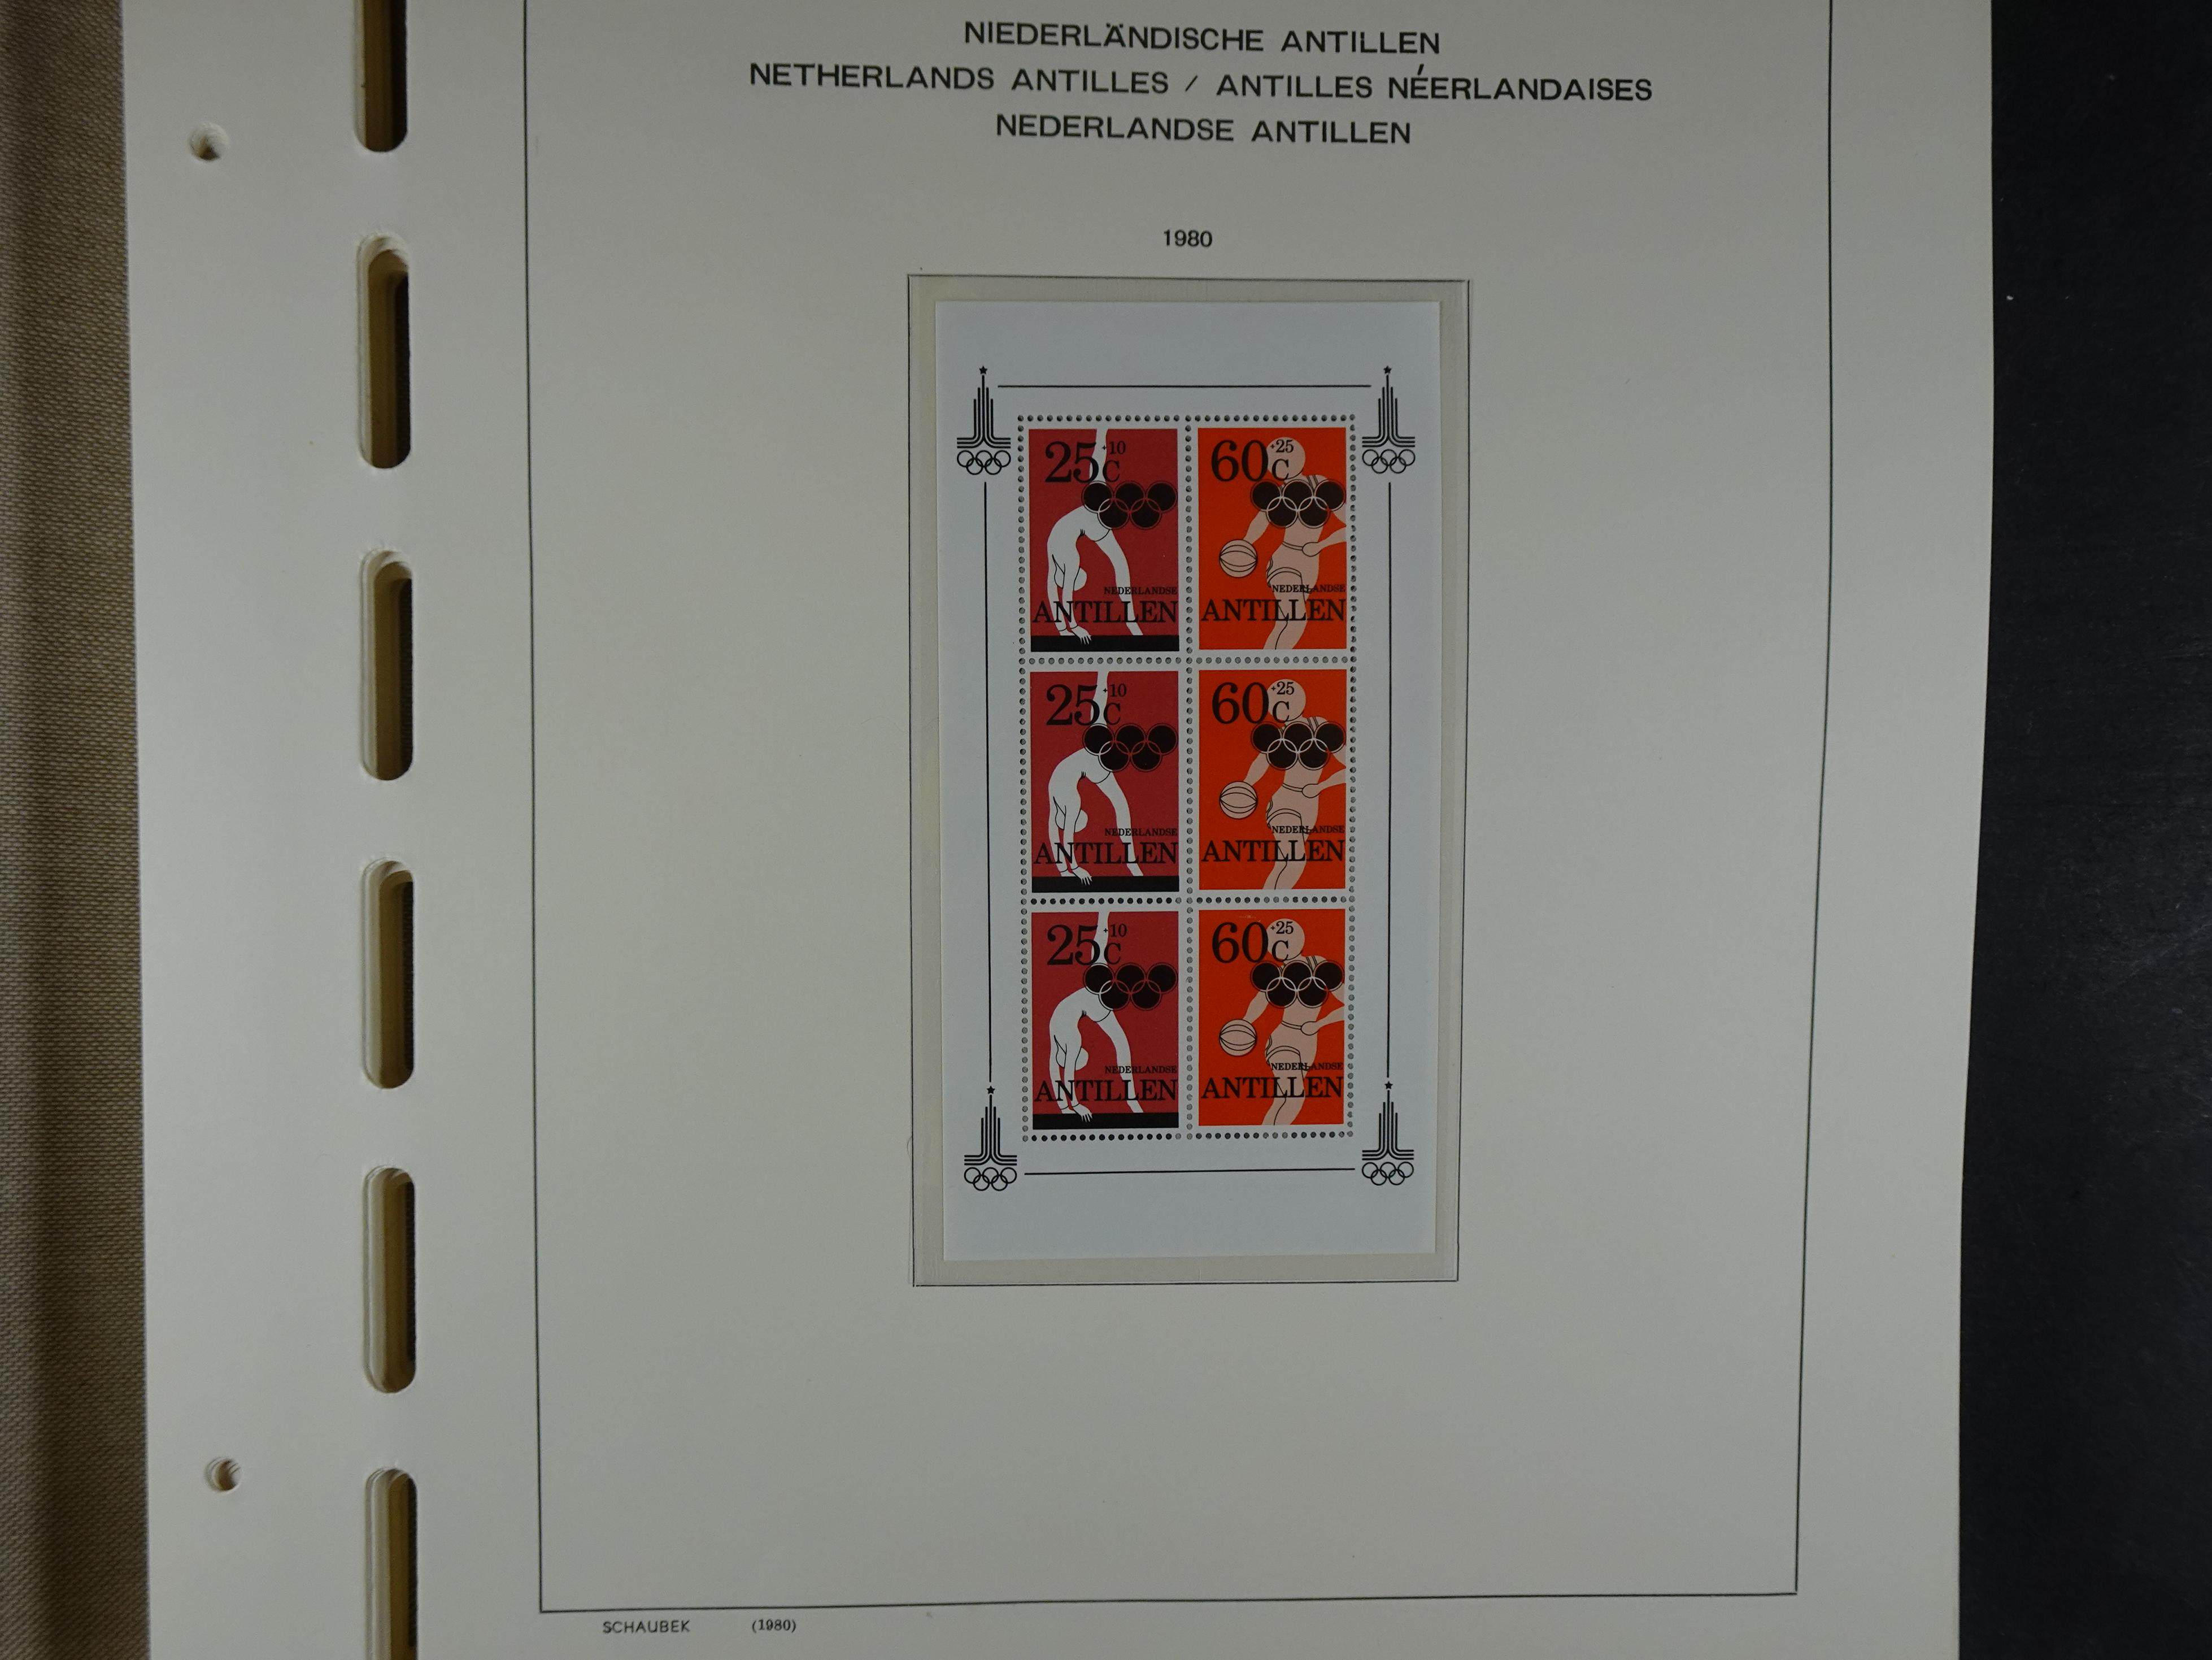 NIEDERLÄNDISCHE ANTILLEN
NETHERLANDS ANTILLES / ANTILLES NÉERLANDAISES
NEDERLANDSE ANTILLEN
1980
25 +10 C
NEDERLANDSE
ANTILLEN
60 +25 C
NEDERLANDSE
ANTILLEN
25 +10 C
NEDERLANDSE
ANTILLEN
60 +25 C
NEDERLANDSE
ANTILLEN
25 +10 C
NEDERLANDSE
ANTILLEN
60 +25 C
NEDERLANDSE
ANTILLEN
SCHAUBEK (1980)